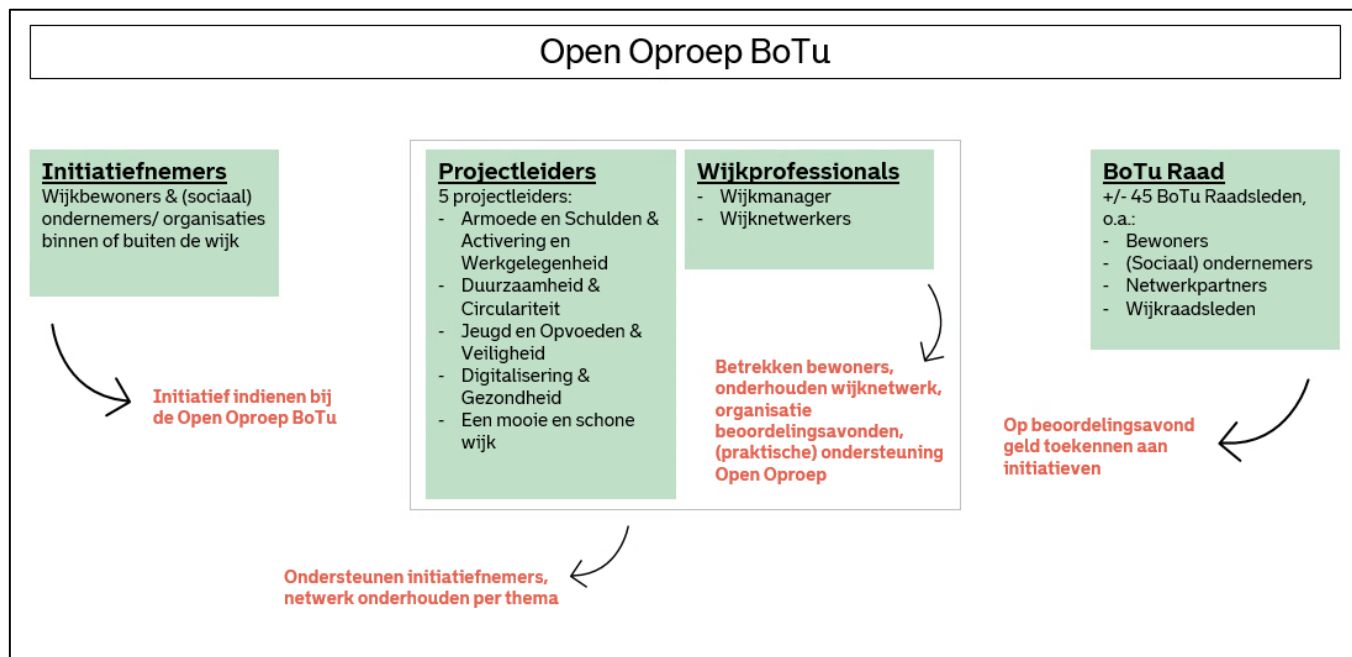 Open Oproep BoTu
Initiatiefnemers
Wijkbewoners & (sociaal)
ondernemers/ organisaties
binnen of buiten de wijk
Initiatief indienen bij
de Open Oproep BoTu
Projectleiders
5 projectleiders:
- Armoede en Schulden &
Activering en
Werkgelegenheid
- Duurzaamheid &
Circulariteit
- Jeugd en Opvoeden &
Veiligheid
- Digitalisering &
Gezondheid
- Een mooie en schone
wijk
Ondersteunen initiatiefnemers,
netwerk onderhouden per thema
Wijkprofessionals
- Wijkmanager
- Wijknetwerkers
Betrekken bewoners,
onderhouden wijknetwerk,
organisatie
beoordelingsavonden,
(praktische) ondersteuning
Open Oproep
BoTu Raad
+/- 45 BoTu Raadsleden,
o.a.:
- Bewoners
- (Sociaal) ondernemers
- Netwerkpartners
- Wijkraadsleden
Op beoordelingsavond
geld toekennen aan
initiatieven